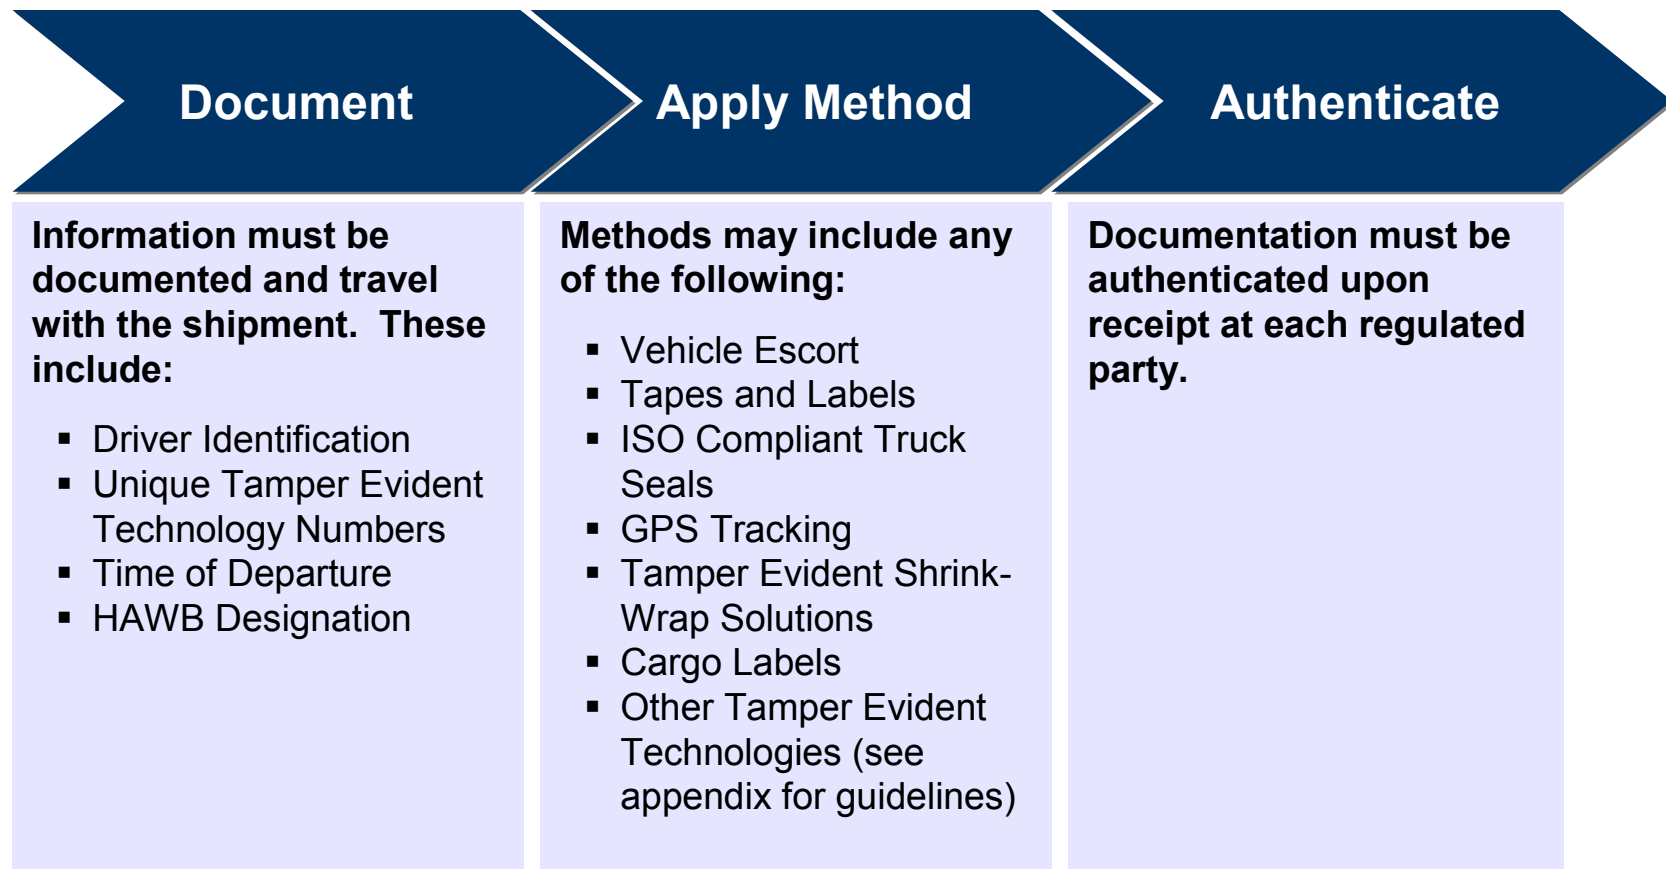 Document
Apply Method
Authenticate
Information must be
documented and travel
with the shipment.  These
include:
▪ Driver Identification
▪ Unique Tamper Evident
Technology Numbers
▪ Time of Departure
▪ HAWB Designation
Methods may include any
of the following:
▪ Vehicle Escort
▪ Tapes and Labels
▪ ISO Compliant Truck
Seals
▪ GPS Tracking
▪ Tamper Evident Shrink-
Wrap Solutions
▪ Cargo Labels
▪ Other Tamper Evident
Technologies (see
appendix for guidelines)
Documentation must be
authenticated upon
receipt at each regulated
party.